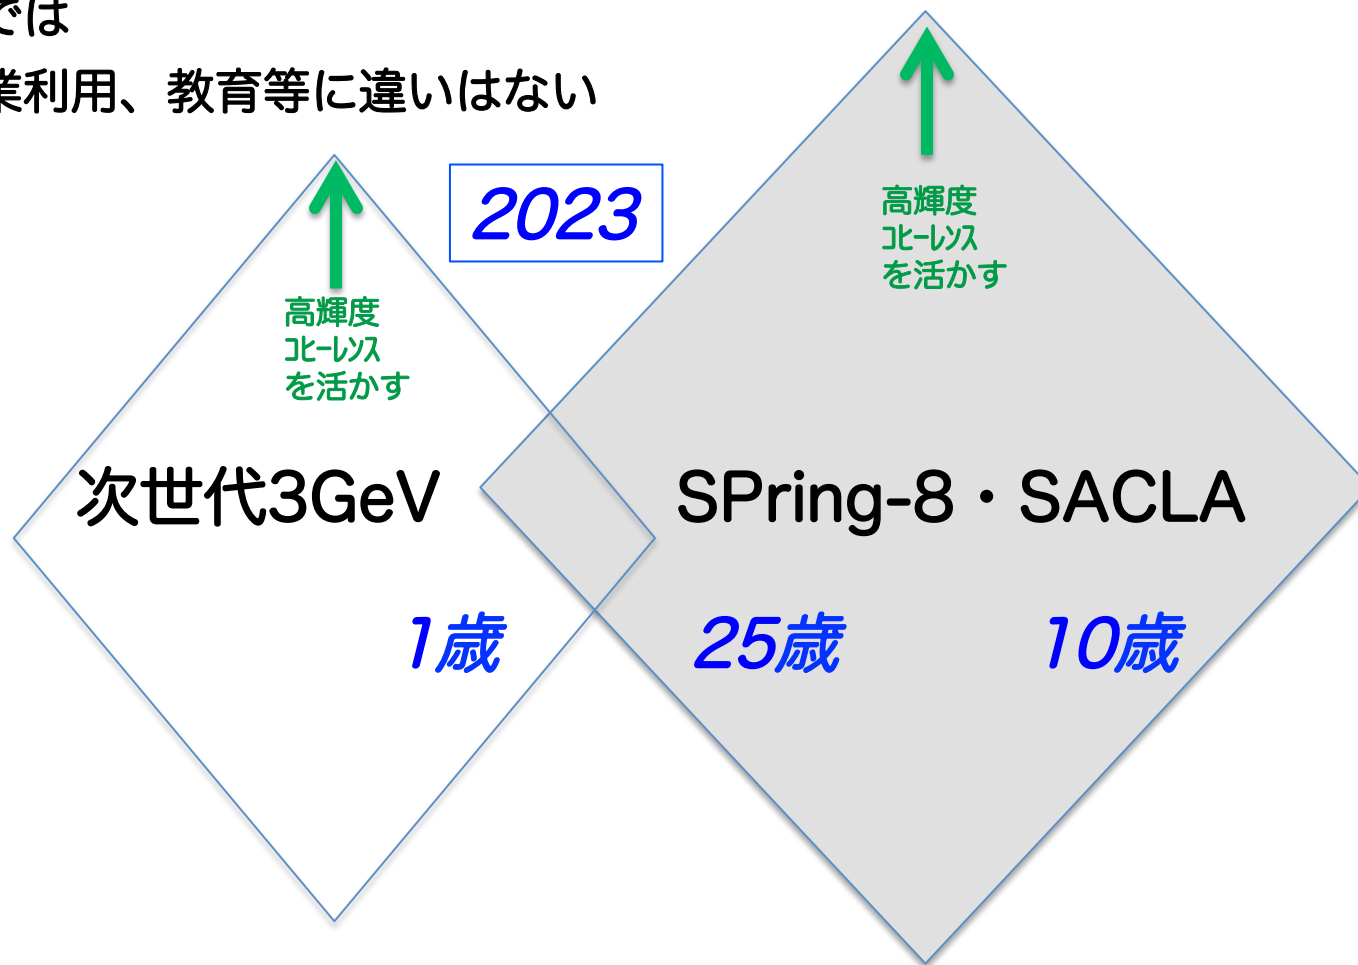 では
業利用、教育等に違いはない
2023
高輝度
コヒーレンス
を活かす
高輝度
コヒーレンス
を活かす
次世代3GeV
SPring-8・SACLA
1歳
25歳
10歳